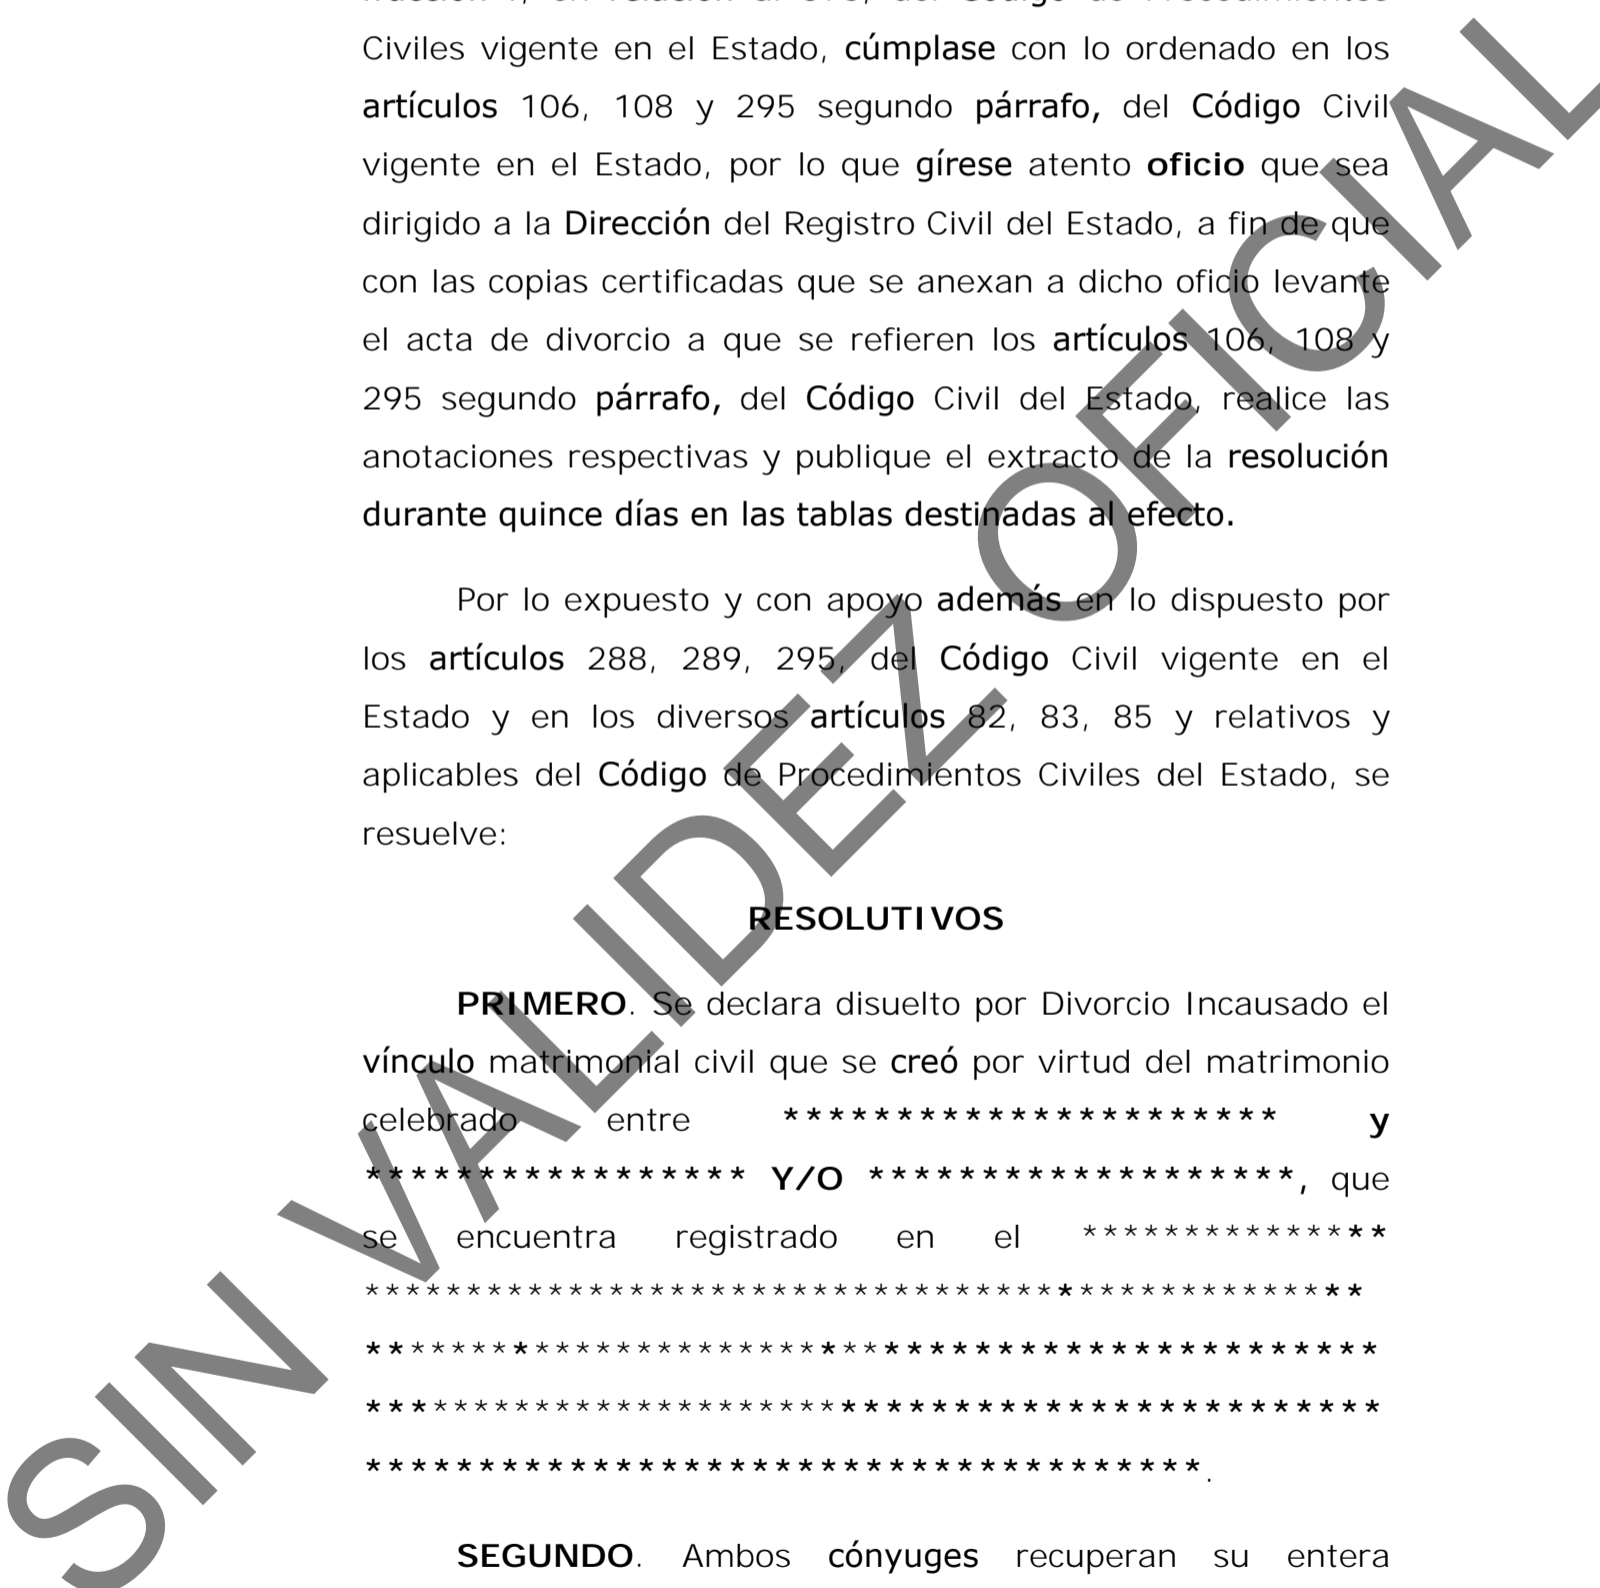 Civiles vigente en el Estado, cúmplase con lo ordenado en los
artículos 106, 108 y 295 segundo párrafo, del Código Civil
vigente en el Estado, por lo que gírese atento oficio que sea
dirigido a la Dirección del Registro Civil del Estado, a fin de que
con las copias certificadas que se anexan a dicho oficio levante
el acta de divorcio a que se refieren los artículos 106, 108 y
295 segundo párrafo, del Código Civil del Estado, realice las
anotaciones respectivas y publique el extracto de la resolución
durante quince días en las tablas destinadas al efecto.
Por lo expuesto y con apoyo además en lo dispuesto por
los artículos 288, 289, 295, del Código Civil vigente en el
Estado y en los diversos artículos 82, 83, 85 y relativos y
aplicables del Código de Procedimientos Civiles del Estado, se
resuelve:
RESOLUTIVOS
PRIMERO. Se declara disuelto por Divorcio Incausado el
vínculo matrimonial civil que se creó por virtud del matrimonio
celebrado entre ********************** y
***************** Y/O *******************, que
se encuentra registrado en el ****************
*************************************************
***************************************************
************************************************
*************************************.
SEGUNDO. Ambos cónyuges recuperan su entera
SIN VALIDEZ OFICIAL